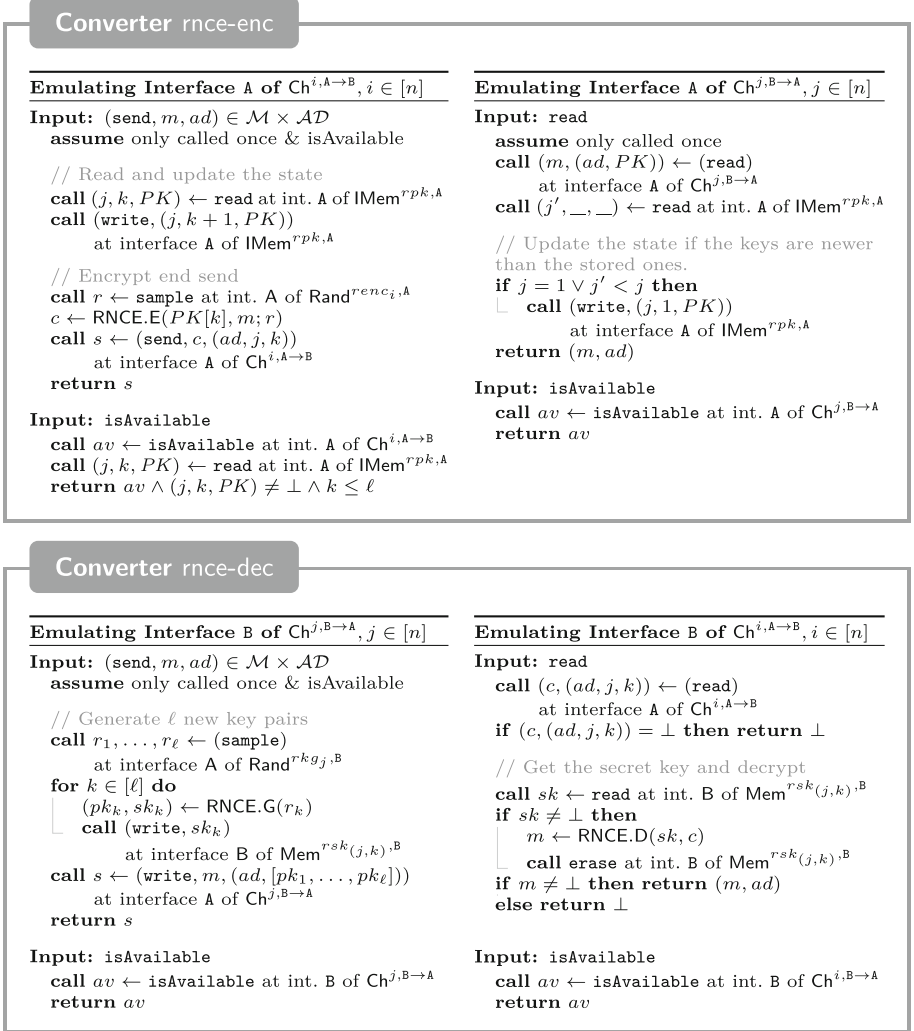 Converter rnce-enc
Emulating Interface A of Ch^{i,A→B}, i ∈ [n]
Input: (send, m, ad) ∈ M × AD
assume only called once & isAvailable
// Read and update the state
call (j, k, PK) ← read at int. A of IMem^{rpk,A}
call (write, (j, k + 1, PK))
at interface A of IMem^{rpk,A}
// Encrypt end send
call r ← sample at int. A of Rand^{renc_i,A}
c ← RNCE.E(PK[k], m; r)
call s ← (send, c, (ad, j, k))
at interface A of Ch^{i,A→B}
return s
Input: isAvailable
call av ← isAvailable at int. A of Ch^{i,A→B}
call (j, k, PK) ← read at int. A of IMem^{rpk,A}
return av ∧ (j, k, PK) ≠ ⊥ ∧ k ≤ ℓ
Emulating Interface A of Ch^{j,B→A}, j ∈ [n]
Input: read
assume only called once
call (m, (ad, PK)) ← (read)
at interface A of Ch^{j,B→A}
call (j′, _, _) ← read at int. A of IMem^{rpk,A}
// Update the state if the keys are newer
than the stored ones.
if j = 1 ∨ j′ < j then
call (write, (j, 1, PK))
at interface A of IMem^{rpk,A}
return (m, ad)
Input: isAvailable
call av ← isAvailable at int. A of Ch^{j,B→A}
return av
Converter rnce-dec
Emulating Interface B of Ch^{j,B→A}, j ∈ [n]
Input: (send, m, ad) ∈ M × AD
assume only called once & isAvailable
// Generate ℓ new key pairs
call r_1, . . . , r_ℓ ← (sample)
at interface A of Rand^{rkg_j,B}
for k ∈ [ℓ] do
(pk_k, sk_k) ← RNCE.G(r_k)
call (write, sk_k)
at interface B of Mem^{rsk_{(j,k)},B}
call s ← (write, m, (ad, [pk_1, . . . , pk_ℓ]))
at interface A of Ch^{j,B→A}
return s
Input: isAvailable
call av ← isAvailable at int. B of Ch^{j,B→A}
return av
Emulating Interface B of Ch^{i,A→B}, i ∈ [n]
Input: read
call (c, (ad, j, k)) ← (read)
at interface A of Ch^{i,A→B}
if (c, (ad, j, k)) = ⊥ then return ⊥
// Get the secret key and decrypt
call sk ← read at int. B of Mem^{rsk_{(j,k)},B}
if sk ≠ ⊥ then
m ← RNCE.D(sk, c)
call erase at int. B of Mem^{rsk_{(j,k)},B}
if m ≠ ⊥ then return (m, ad)
else return ⊥
Input: isAvailable
call av ← isAvailable at int. B of Ch^{i,B→A}
return av